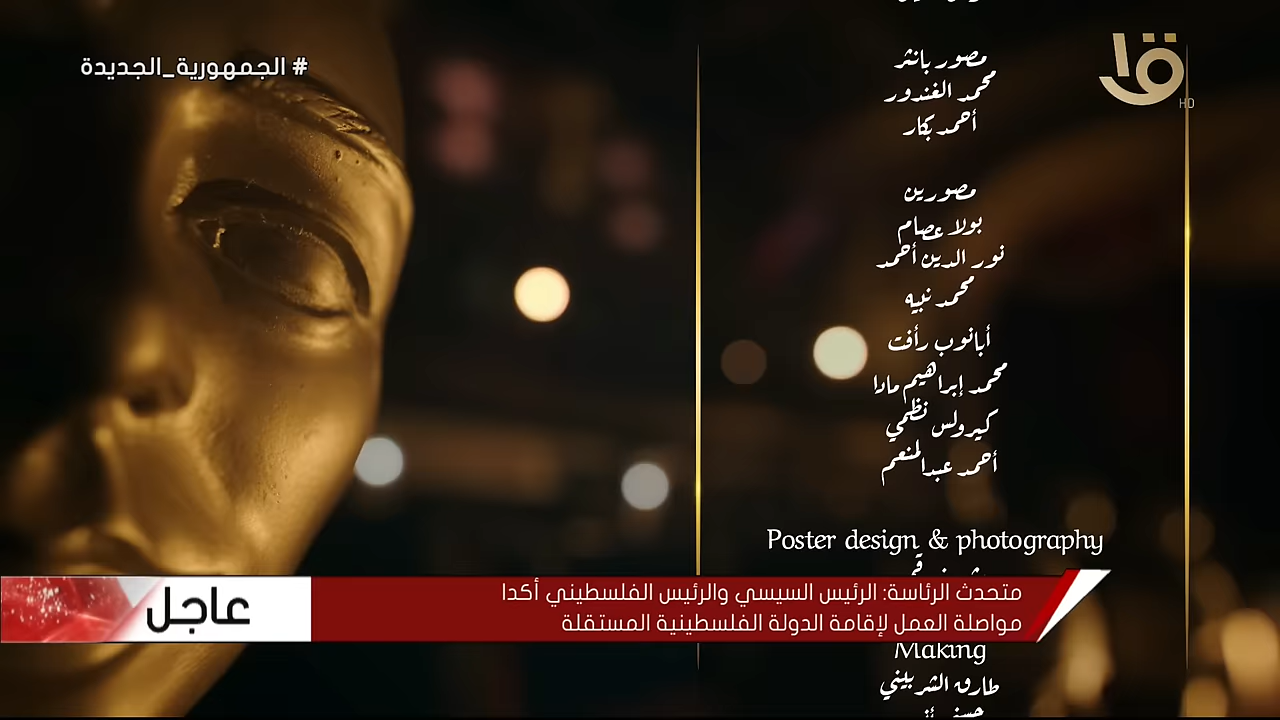 # الجمهورية_الجديدة
HD
مصور بانثر
محمد الغندور
أحمد بكار
مصورين
بولا عصام
نور الدين أحمد
محمد نبيه
أبانوب رأفت
محمد إبراهيم مادا
كيرولس نظمي
أحمد عبدالمنعم
Poster design & photography
عاجل
متحدث الرئاسة: الرئيس السيسي والرئيس الفلسطيني أكدا
مواصلة العمل لإقامة الدولة الفلسطينية المستقلة
Making
طارق الشربيني